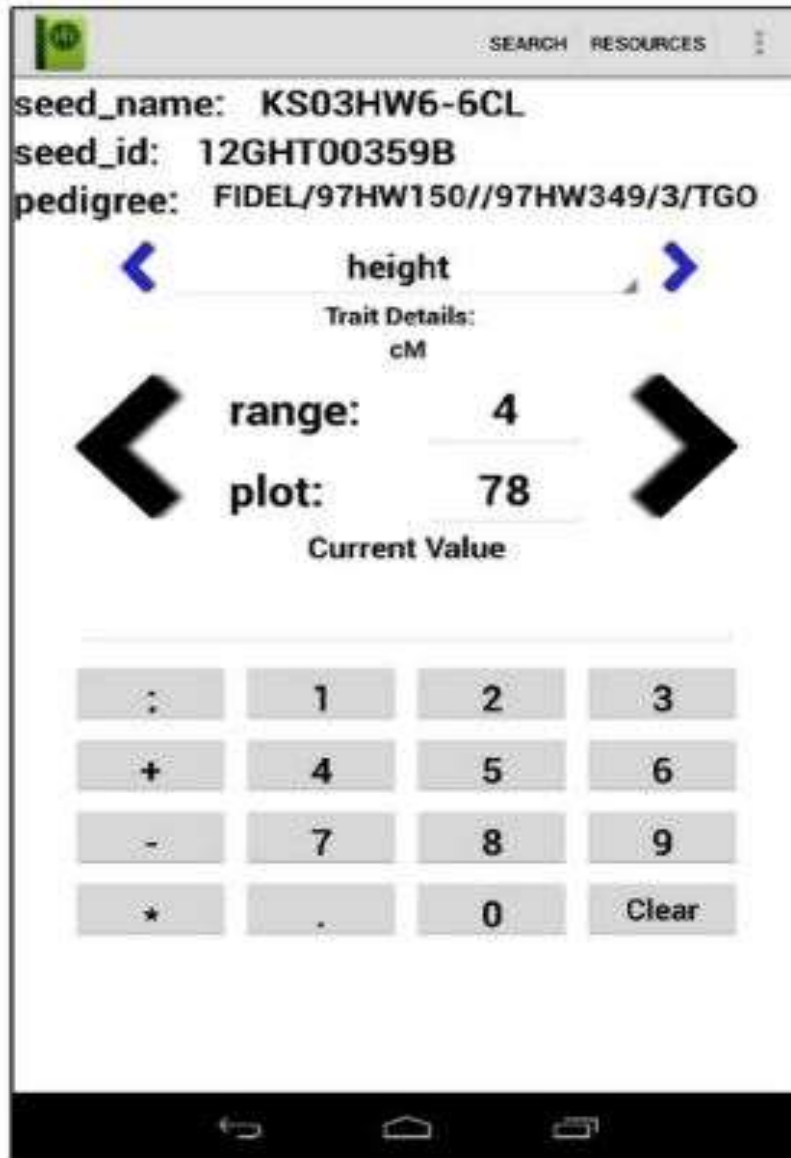 SEARCH RESOURCES
seed_name: KS03HW6-6CL
seed_id: 12GHT00359B
pedigree: FIDEL/97HW150//97HW349/3/TGO
height
Trait Details:
cM
range: 4
plot: 78
Current Value
: 1 2 3
+ 4 5 6
- 7 8 9
* . 0 Clear